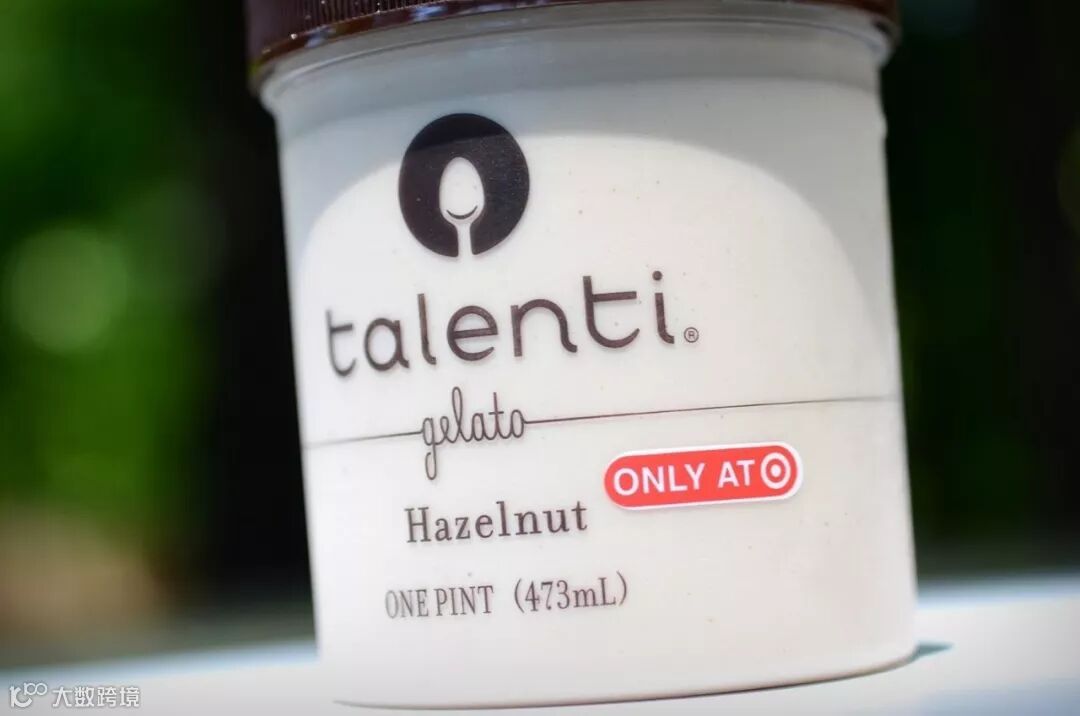 talenti®
gelato
ONLY AT
Hazelnut
ONE PINT (473mL)
大数跨境